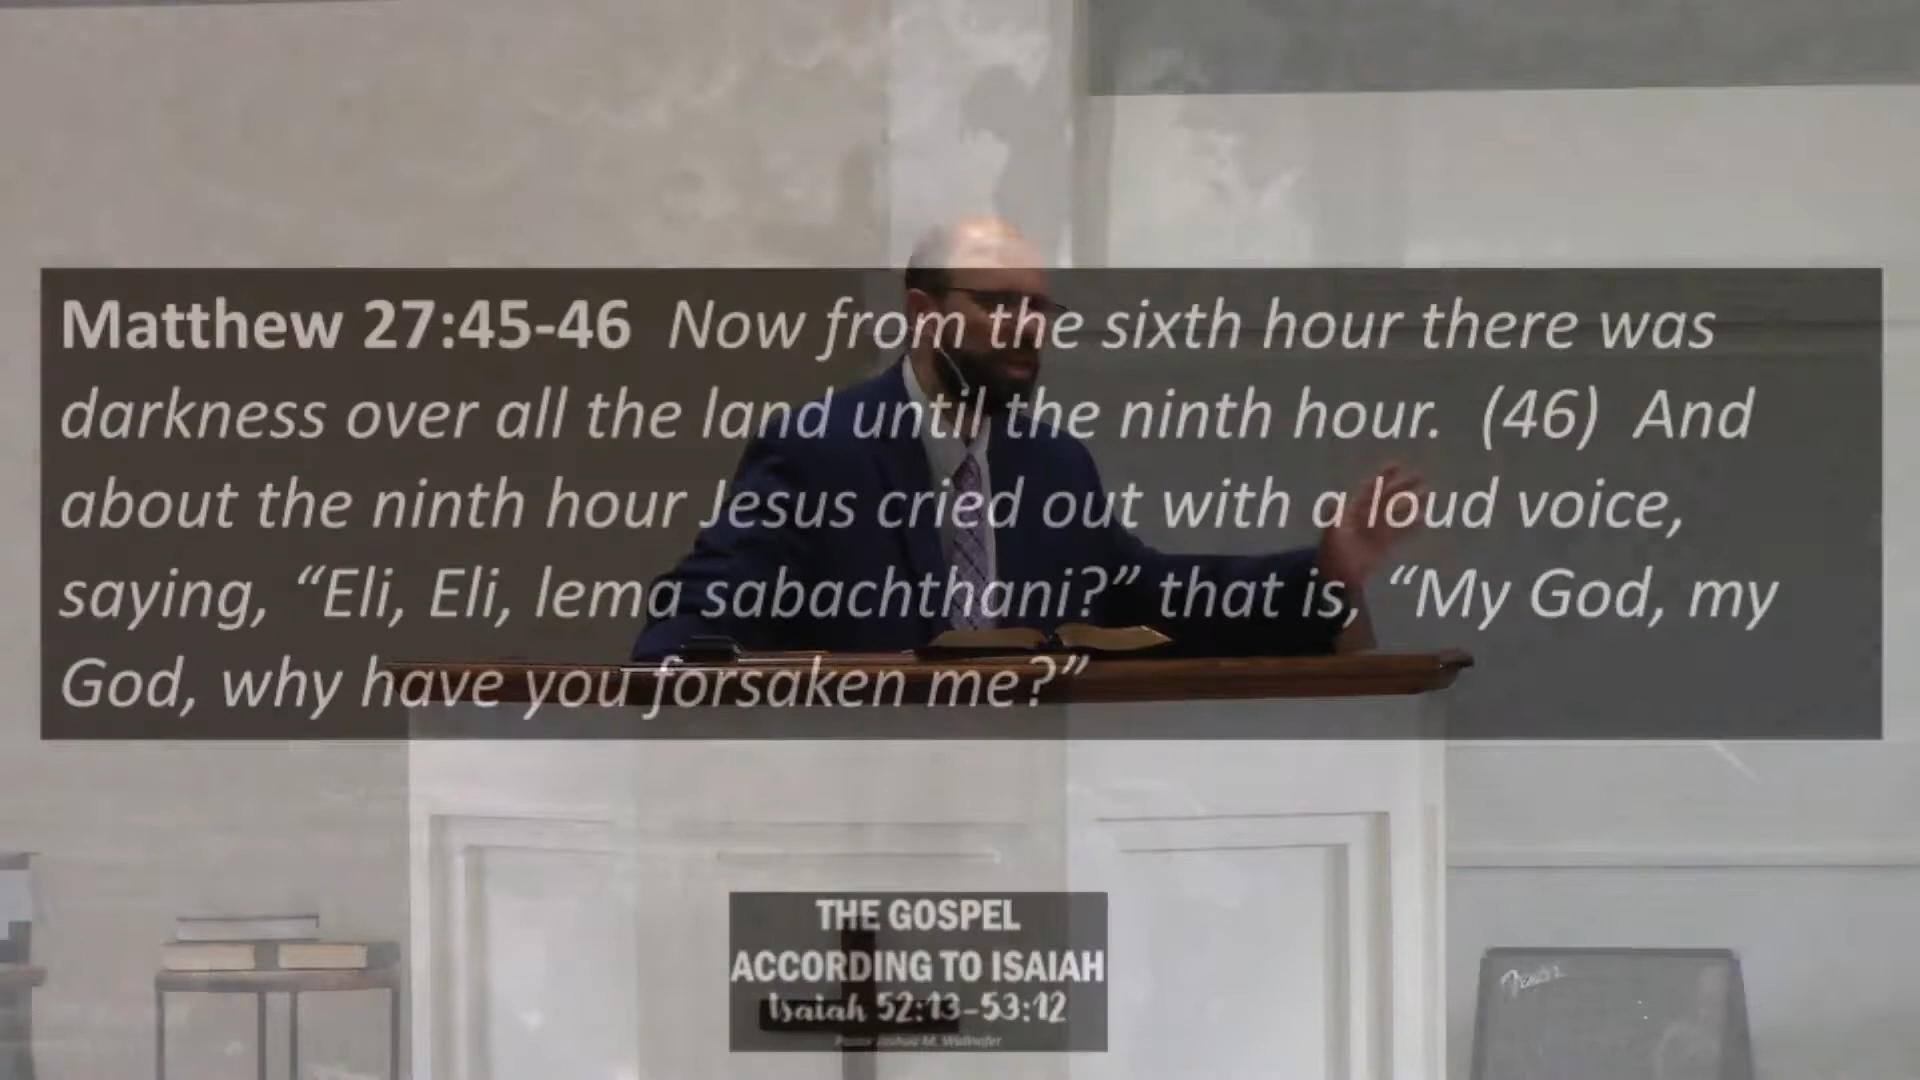 Matthew 27:45-46 Now from the sixth hour there was
darkness over all the land until the ninth hour. (46) And
about the ninth hour Jesus cried out with a loud voice,
saying, “Eli, Eli, lema sabachthani?” that is, “My God, my
God, why have you forsaken me?”
THE GOSPEL
ACCORDING TO ISAIAH
Isaiah 52:13-53:12
Pastor Joshua M.